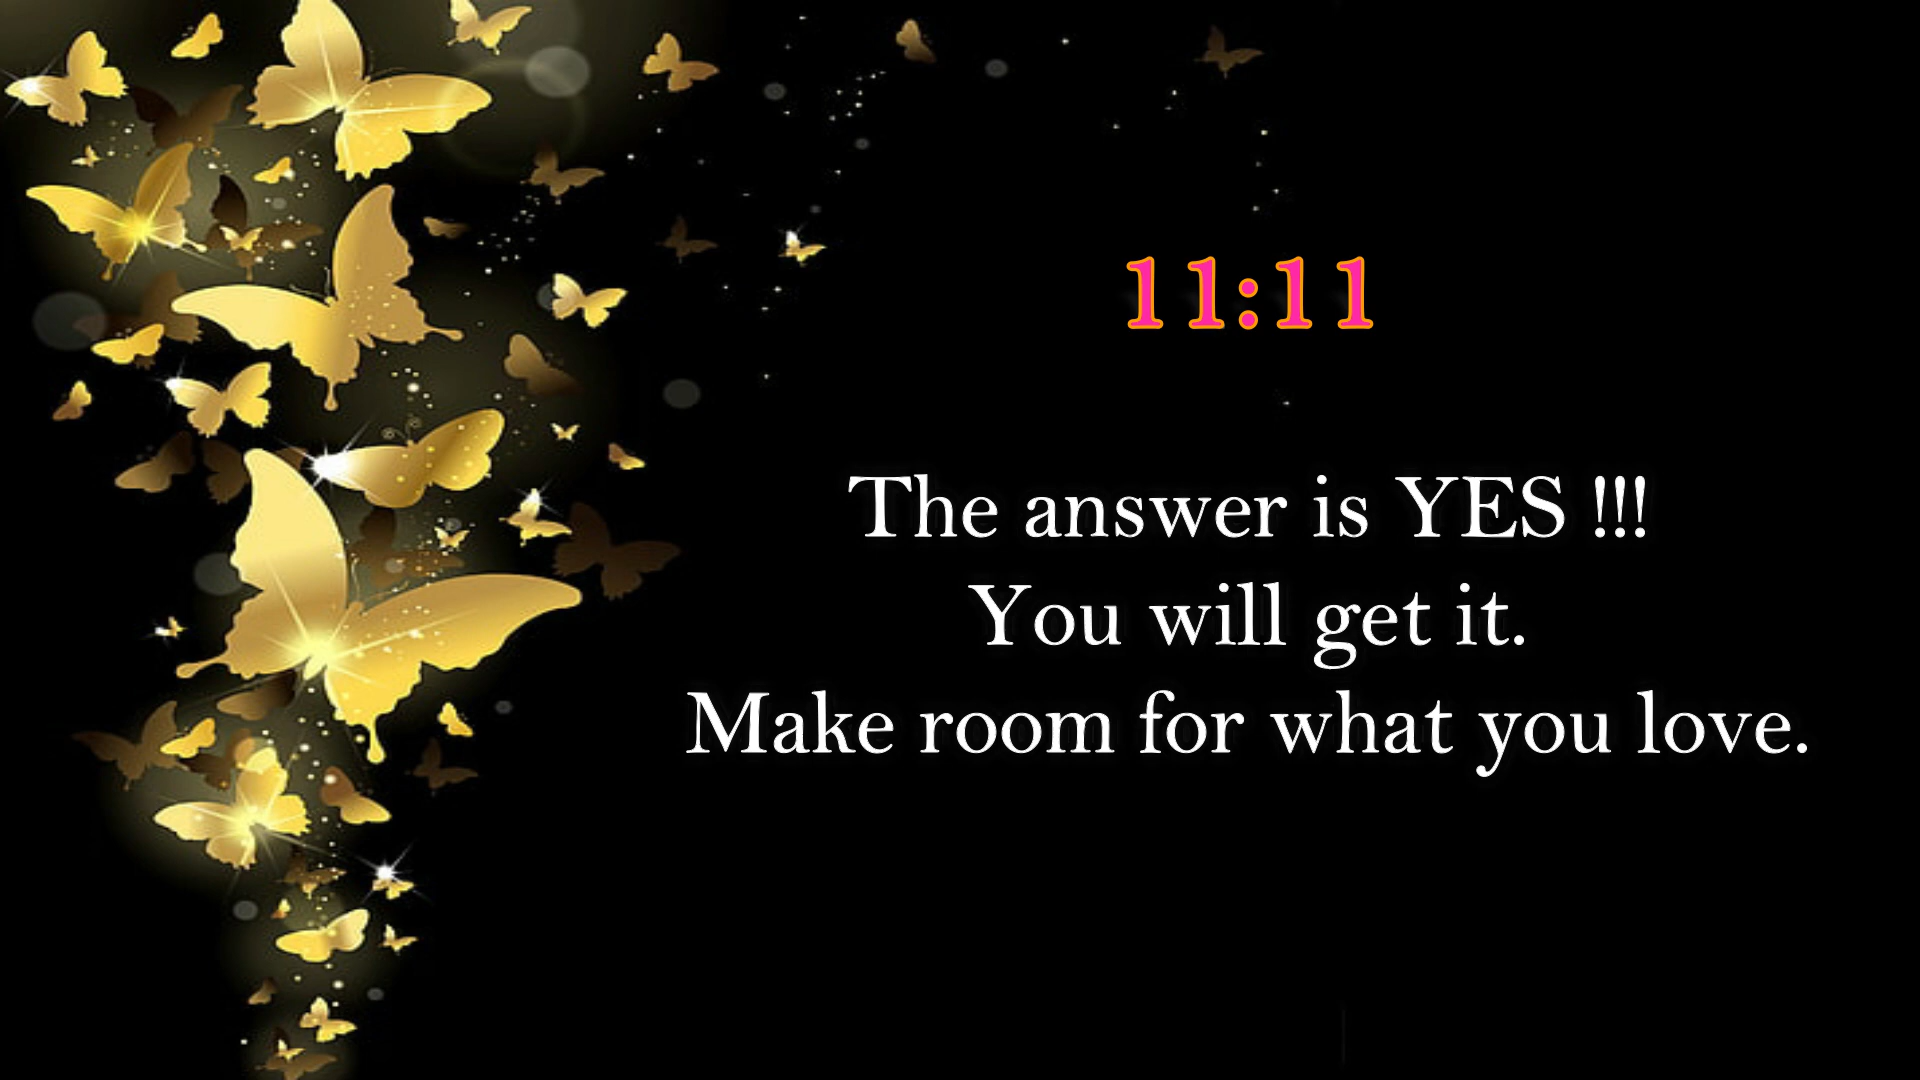 11:11
The answer is YES !!!
You will get it.
Make room for what you love.